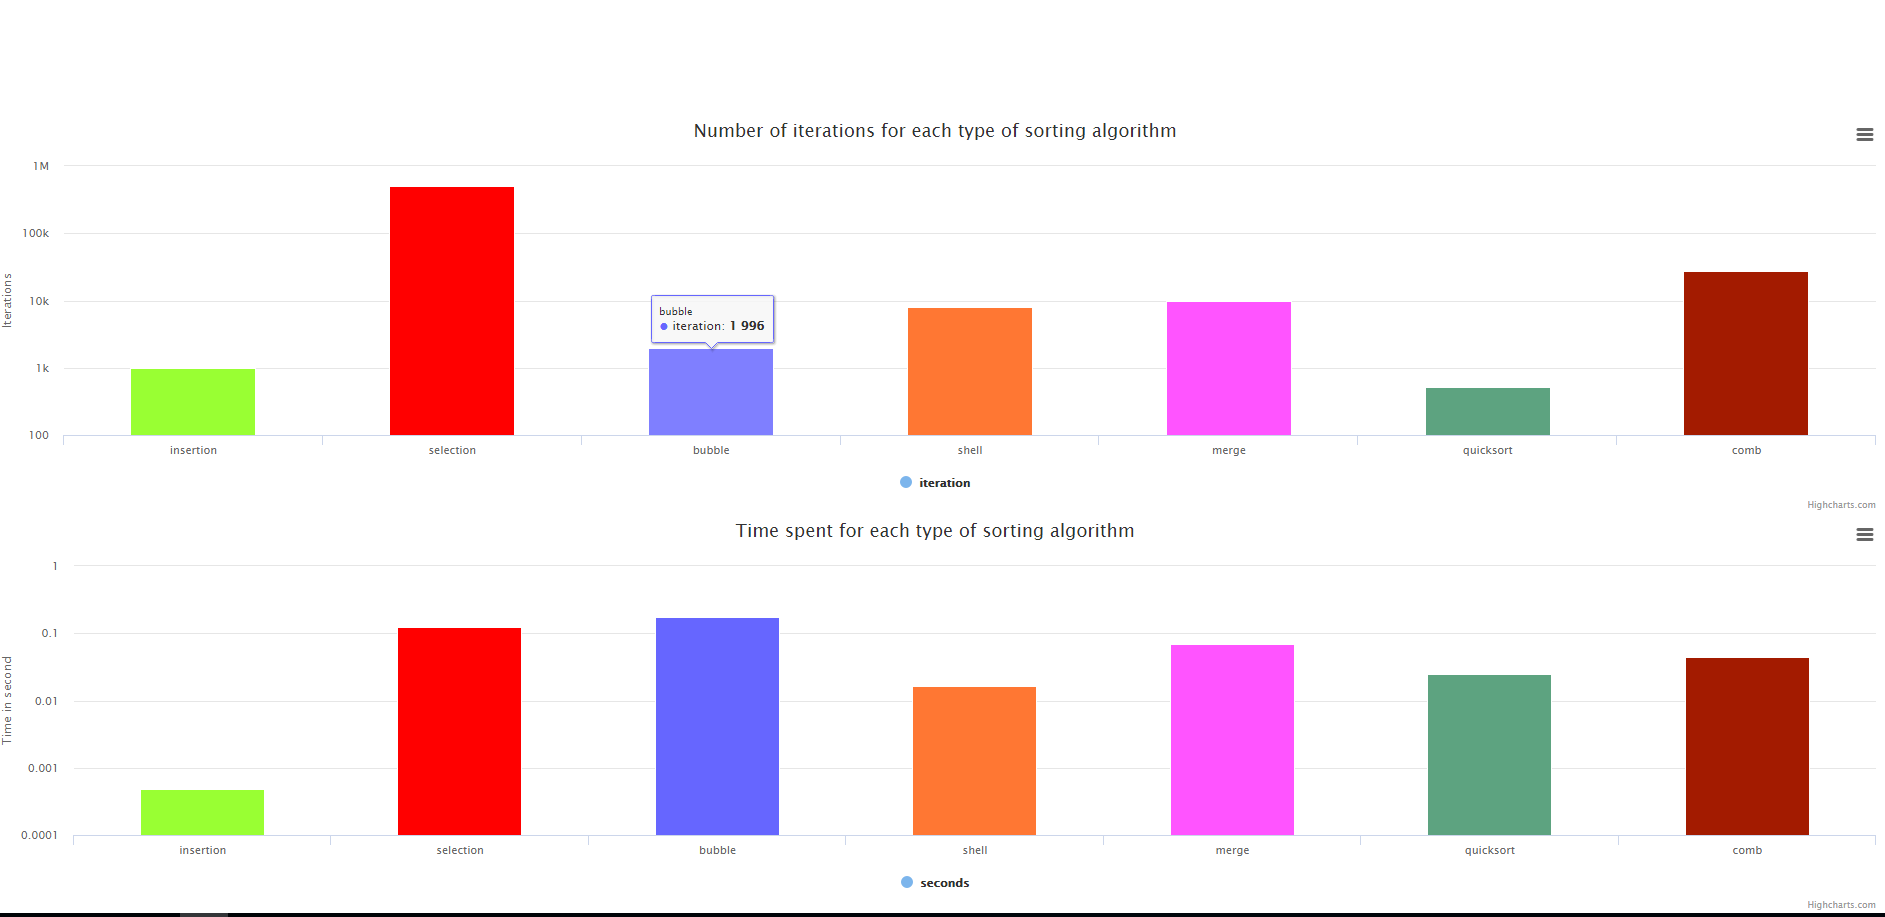 Number of iterations for each type of sorting algorithm
1M
100k
10k
1k
100
Iterations
bubble
iteration: 1 996
insertion selection bubble shell merge quicksort comb
iteration
Highcharts.com
Time spent for each type of sorting algorithm
1
0.1
0.01
0.001
0.0001
Time in second
insertion selection bubble shell merge quicksort comb
seconds
Highcharts.com